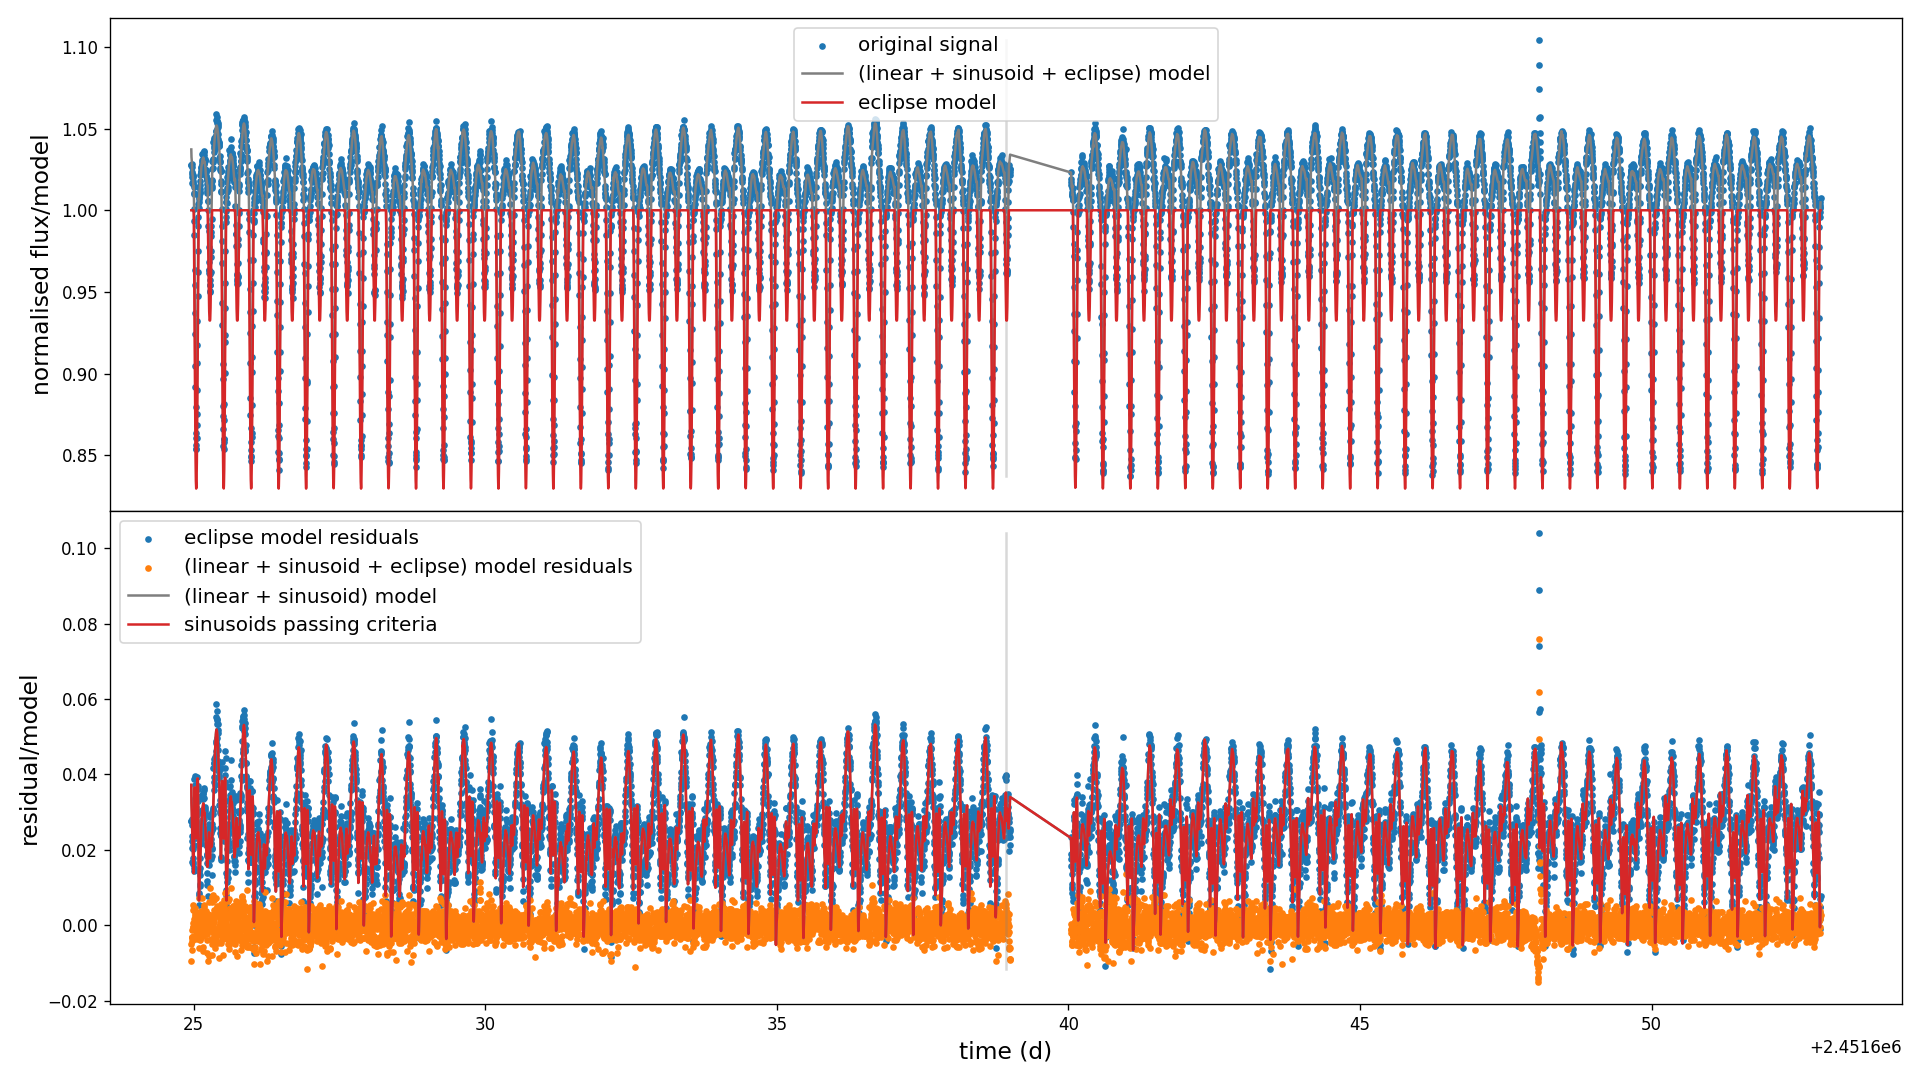 normalised flux/model
1.10
1.05
1.00
0.95
0.90
0.85
original signal
(linear + sinusoid + eclipse) model
eclipse model
residual/model
0.10
0.08
0.06
0.04
0.02
0.00
−0.02
eclipse model residuals
(linear + sinusoid + eclipse) model residuals
(linear + sinusoid) model
sinusoids passing criteria
25 30 35 40 45 50
time (d)
+2.4516e6